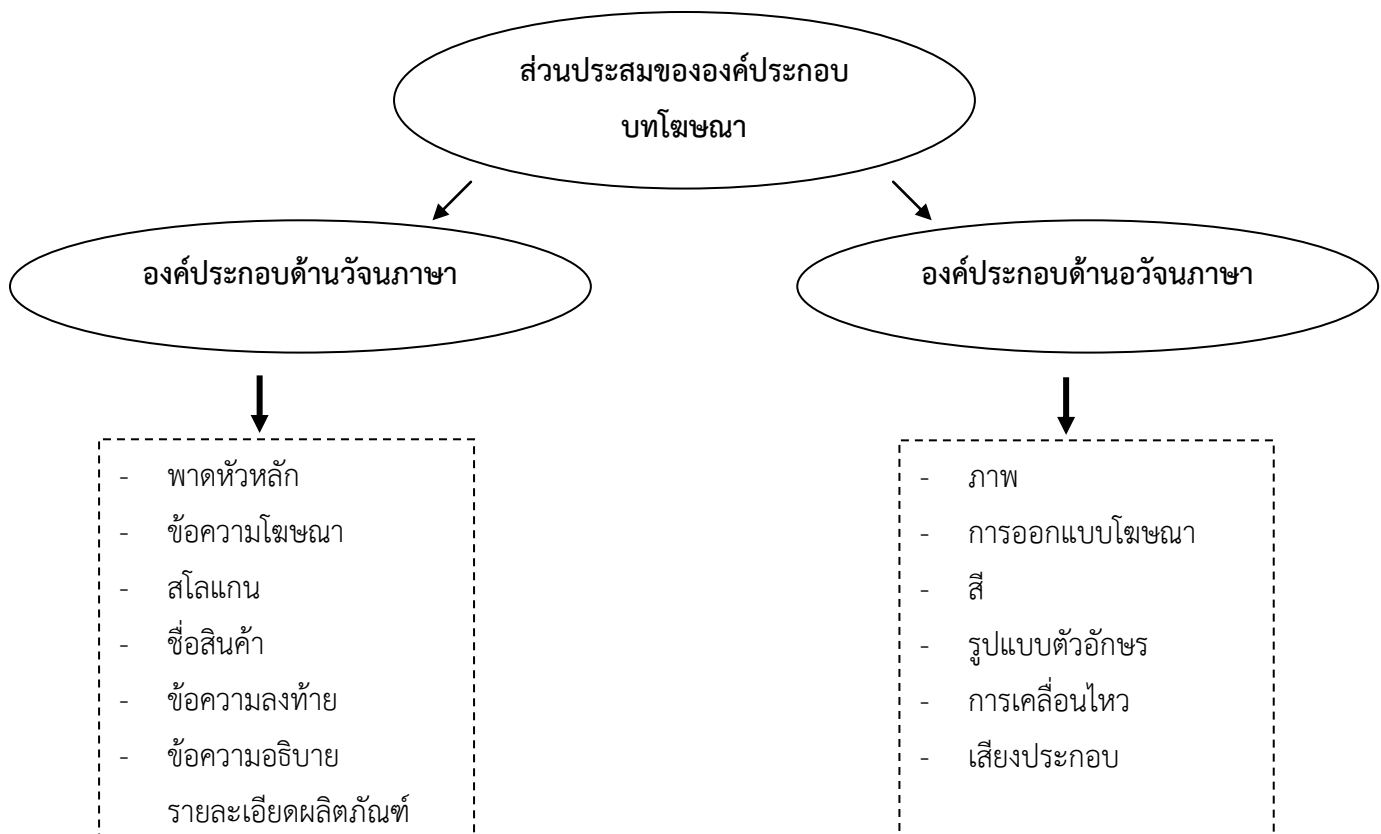 ส่วนประสมขององค์ประกอบ
บทโฆษณา
องค์ประกอบด้านวัจนภาษา
องค์ประกอบด้านอวัจนภาษา
- พาดหัวหลัก
- ข้อความโฆษณา
- สโลแกน
- ชื่อสินค้า
- ข้อความลงท้าย
- ข้อความอธิบาย
รายละเอียดผลิตภัณฑ์
- ภาพ
- การออกแบบโฆษณา
- สี
- รูปแบบตัวอักษร
- การเคลื่อนไหว
- เสียงประกอบ